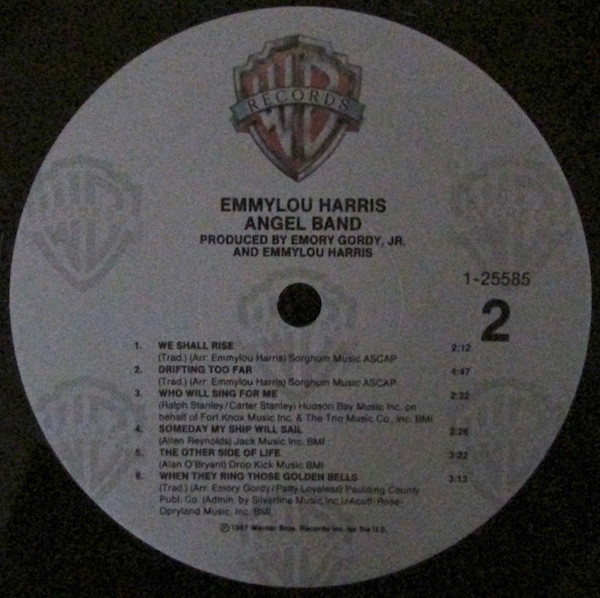 RECORDS
EMMYLOU HARRIS
ANGEL BAND
PRODUCED BY EMORY GORDY, JR.
AND EMMYLOU HARRIS
1-25585
2
1. WE SHALL RISE 2:12
(Trad.) (Arr. Emmylou Harris) Sorghum Music ASCAP
2. DRIFTING TOO FAR 4:47
(Trad.) (Arr. Emmylou Harris) Sorghum Music ASCAP
3. WHO WILL SING FOR ME 2:32
(Ralph Stanley/Carter Stanley) Hudson Bay Music Inc. on
behalf of Fort Knox Music Inc. & The Trio Music Co., Inc. BMI
4. SOMEDAY MY SHIP WILL SAIL 2:26
(Allen Reynolds) Jack Music Inc. BMI
5. THE OTHER SIDE OF LIFE 3:22
(Alan O'Bryant) Drop Kick Music BMI
6. WHEN THEY RING THOSE GOLDEN BELLS 3:13
(Trad.) (Arr. Emory Gordy/Patty Loveless) Paulding County
Publ. Co. (Admin. by Silverline Music, Inc.)/Acuff-Rose-
Opryland Music, Inc. BMI
℗ 1987 Warner Bros. Records Inc. for the U.S.